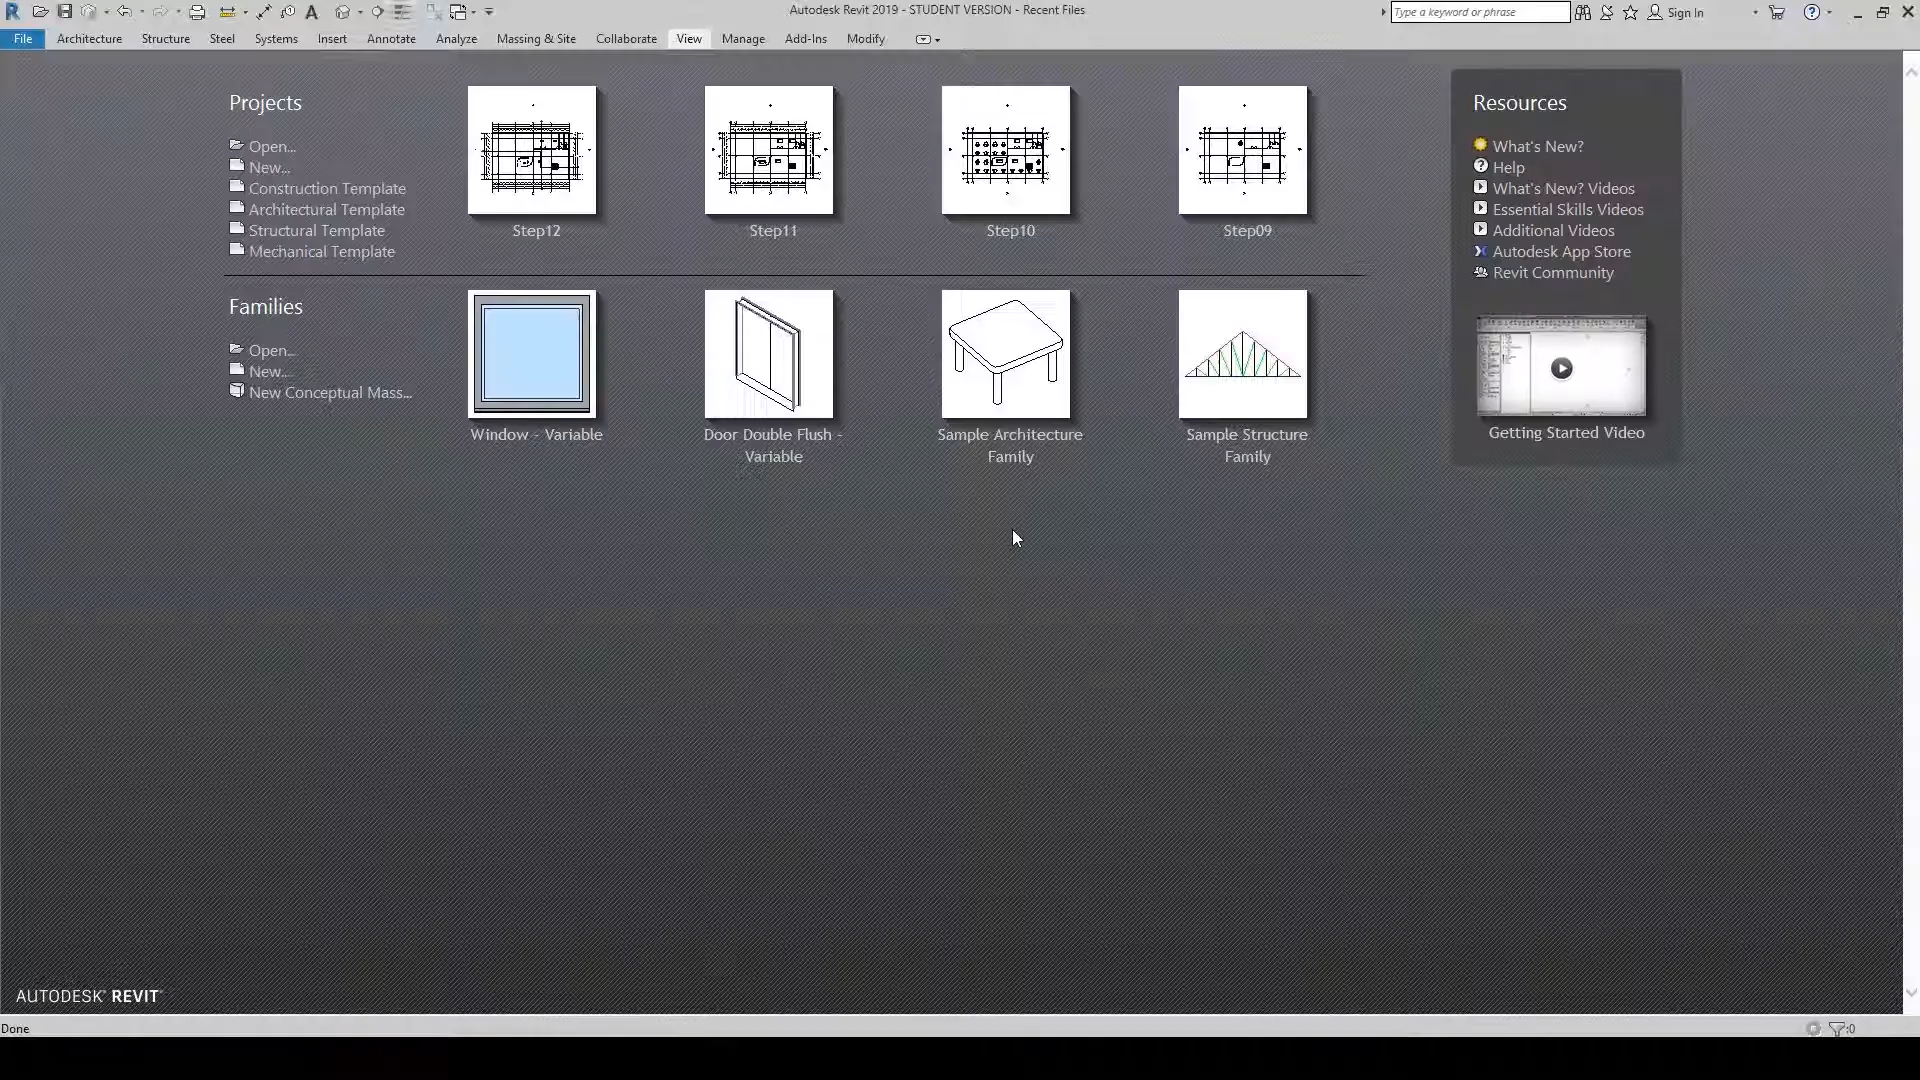 Autodesk Revit 2019 - STUDENT VERSION - Recent Files
Type a keyword or phrase
Sign In
File Architecture Structure Steel Systems Insert Annotate Analyze Massing & Site Collaborate View Manage Add-Ins Modify
Projects
Open...
New...
Construction Template
Architectural Template
Structural Template
Mechanical Template
Step12
Step11
Step10
Step09
Families
Open...
New...
New Conceptual Mass...
Window - Variable
Door Double Flush -
Variable
Sample Architecture
Family
Sample Structure
Family
Resources
What's New?
Help
What's New? Videos
Essential Skills Videos
Additional Videos
Autodesk App Store
Revit Community
Getting Started Video
AUTODESK® REVIT®
Done
:0